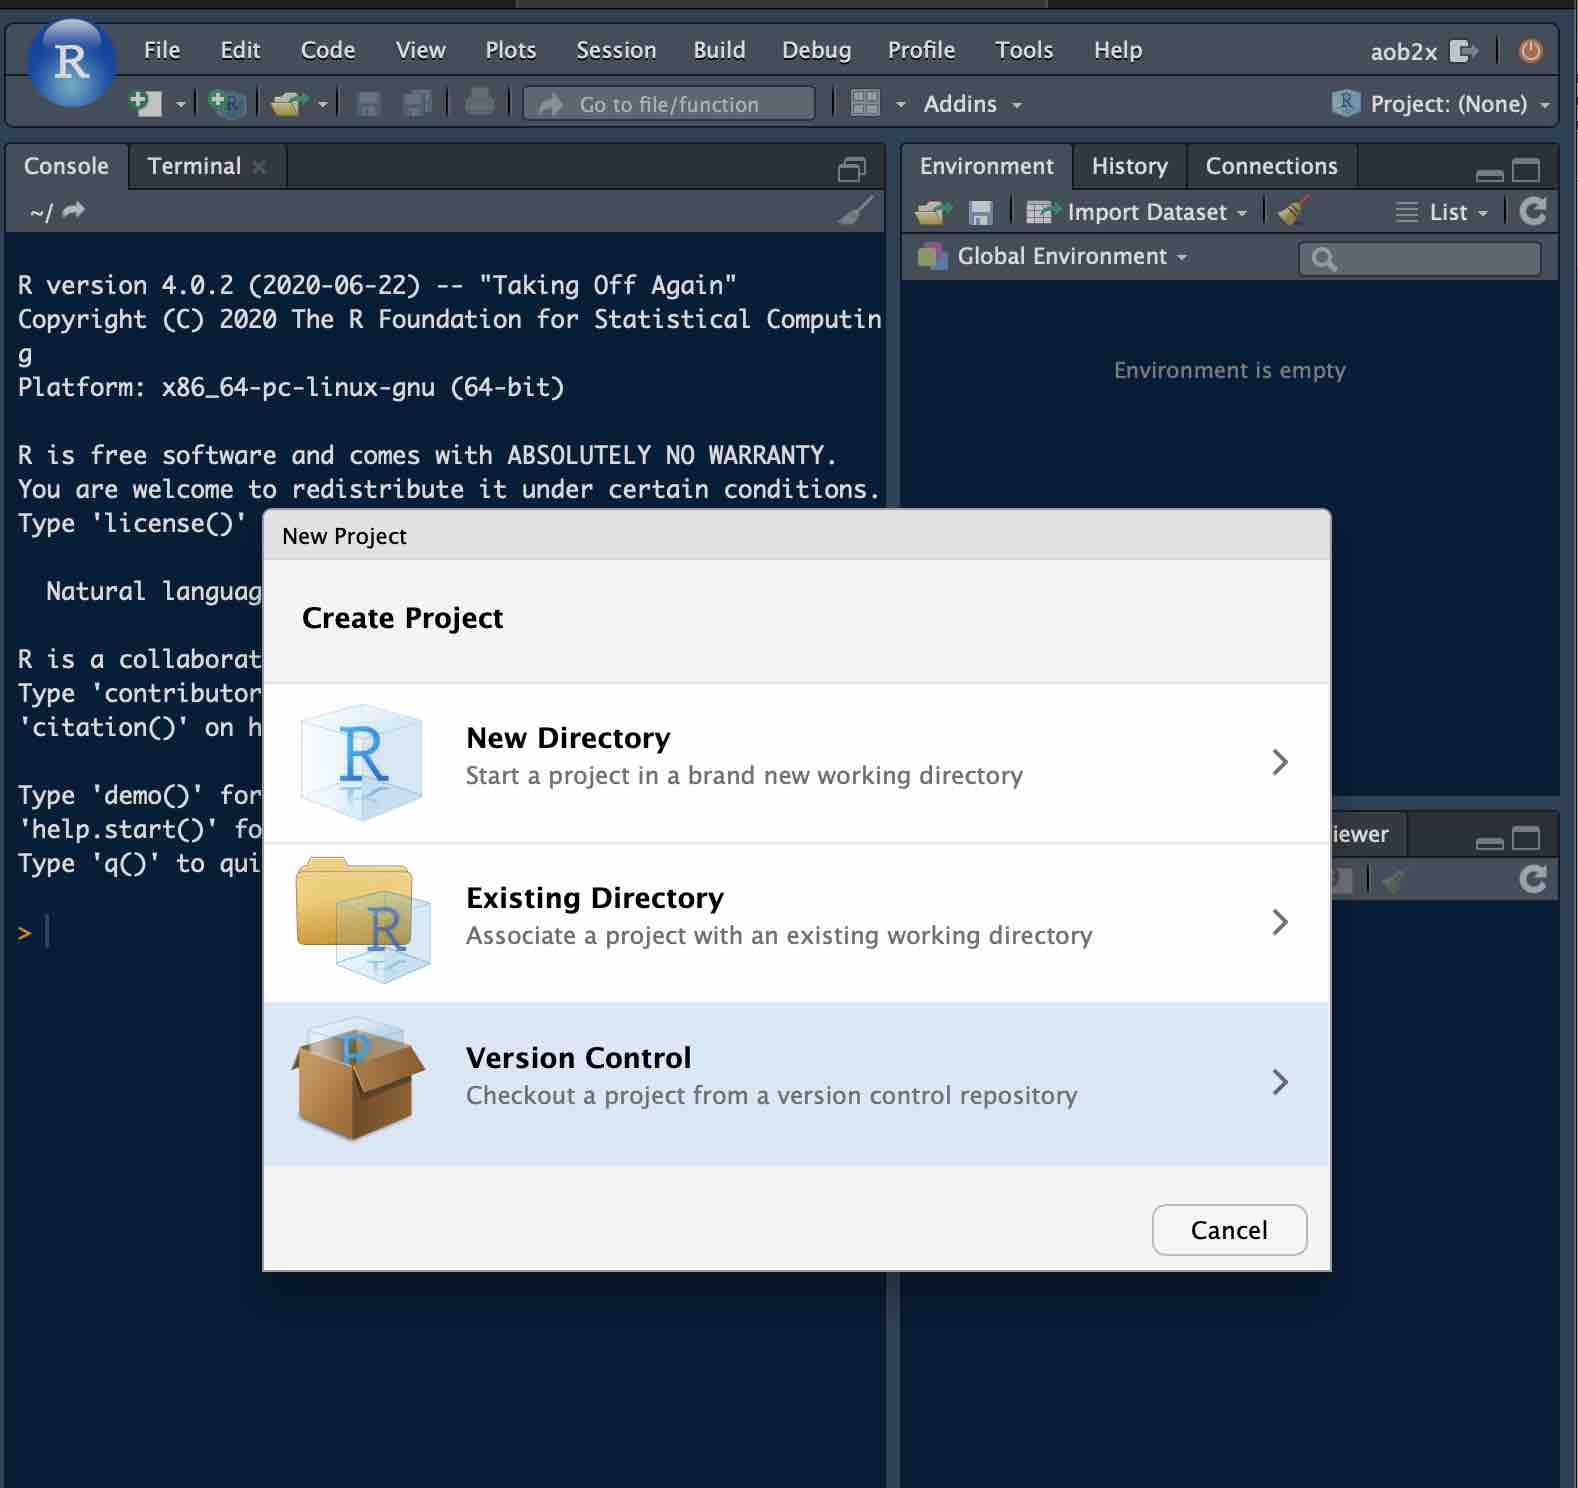 R
File Edit Code View Plots Session Build Debug Profile Tools Help
aob2x
Go to file/function
Addins
Project: (None)
Console Terminal
~/
R version 4.0.2 (2020-06-22) -- "Taking Off Again"
Copyright (C) 2020 The R Foundation for Statistical Computin
g
Platform: x86_64-pc-linux-gnu (64-bit)
R is free software and comes with ABSOLUTELY NO WARRANTY.
You are welcome to redistribute it under certain conditions.
Type 'license()'
Natural languag
R is a collaborat
Type 'contributor
'citation()' on h
Type 'demo()' for
'help.start()' fo
Type 'q()' to qui
>
Environment History Connections
Import Dataset
List
Global Environment
Environment is empty
iewer
New Project
Create Project
R
New Directory
Start a project in a brand new working directory
R
Existing Directory
Associate a project with an existing working directory
Version Control
Checkout a project from a version control repository
Cancel